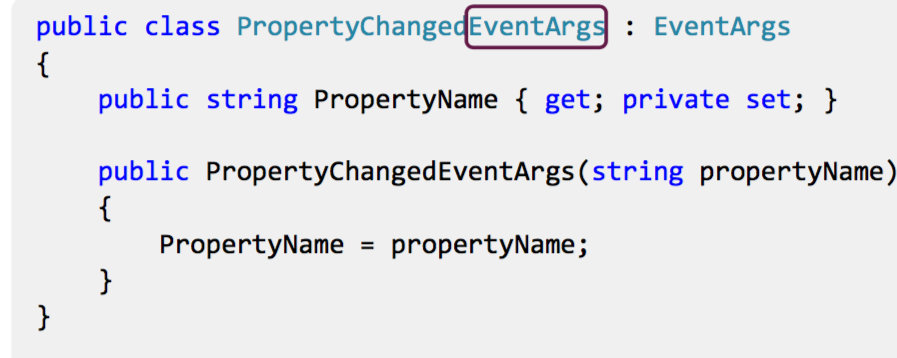 public class PropertyChangedEventArgs : EventArgs
{
    public string PropertyName { get; private set; }
    public PropertyChangedEventArgs(string propertyName)
    {
        PropertyName = propertyName;
    }
}